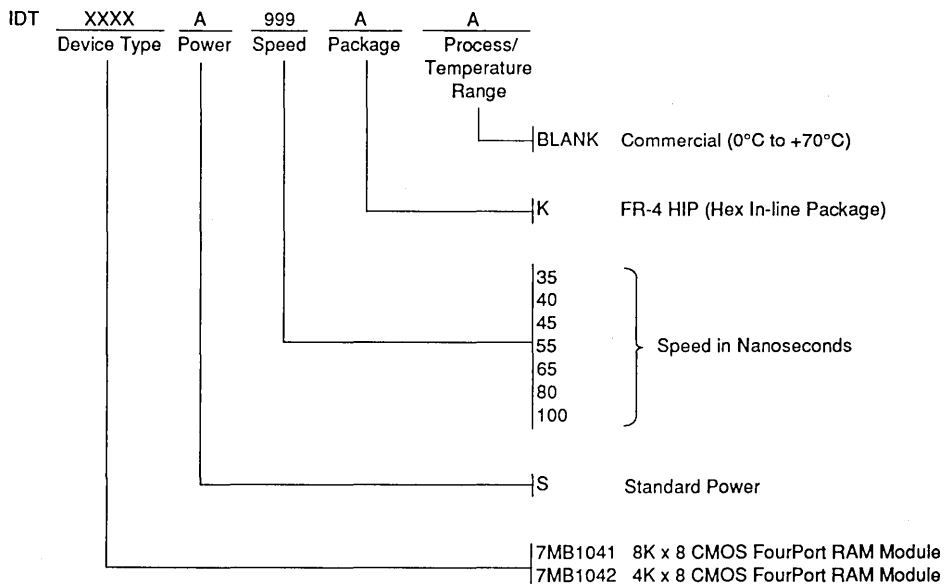 IDT XXXX A 999 A A
Device Type Power Speed Package Process/
Temperature
Range
BLANK Commercial (0°C to +70°C)
K FR-4 HIP (Hex In-line Package)
35
40
45
55
65
80
100
Speed in Nanoseconds
S Standard Power
7MB1041 8K x 8 CMOS FourPort RAM Module
7MB1042 4K x 8 CMOS FourPort RAM Module